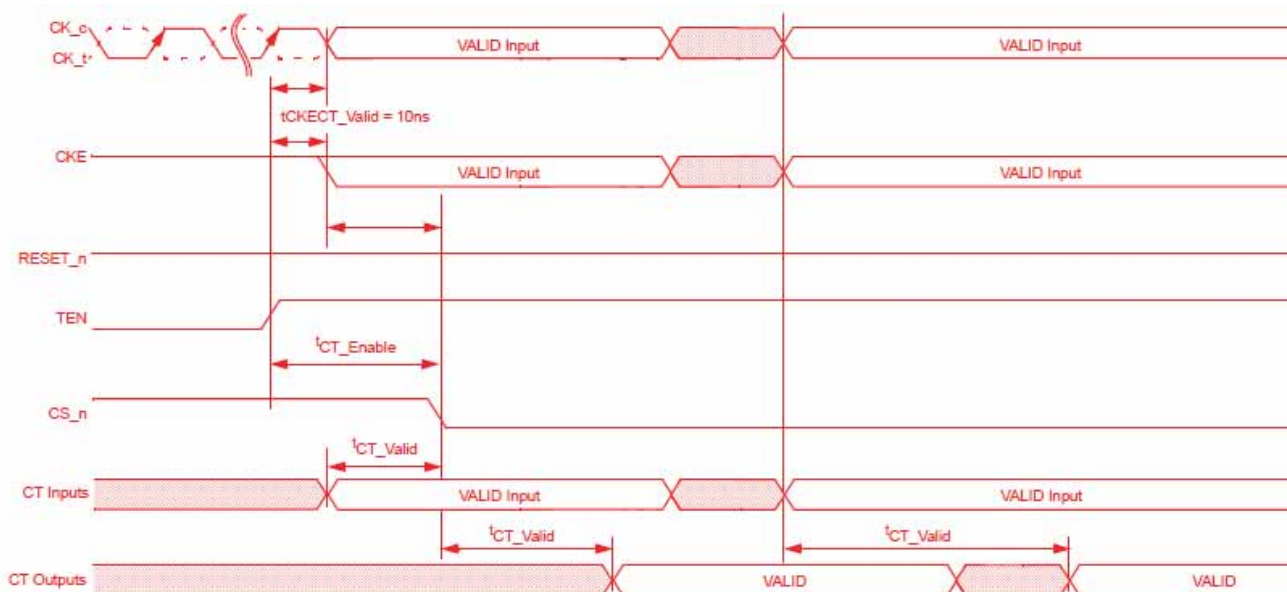 CK_c
CK_t
VALID Input
VALID Input
tCKECT_Valid = 10ns
CKE
VALID Input
VALID Input
RESET_n
TEN
tCT_Enable
CS_n
tCT_Valid
CT Inputs
VALID Input
VALID Input
tCT_Valid
tCT_Valid
CT Outputs
VALID
VALID